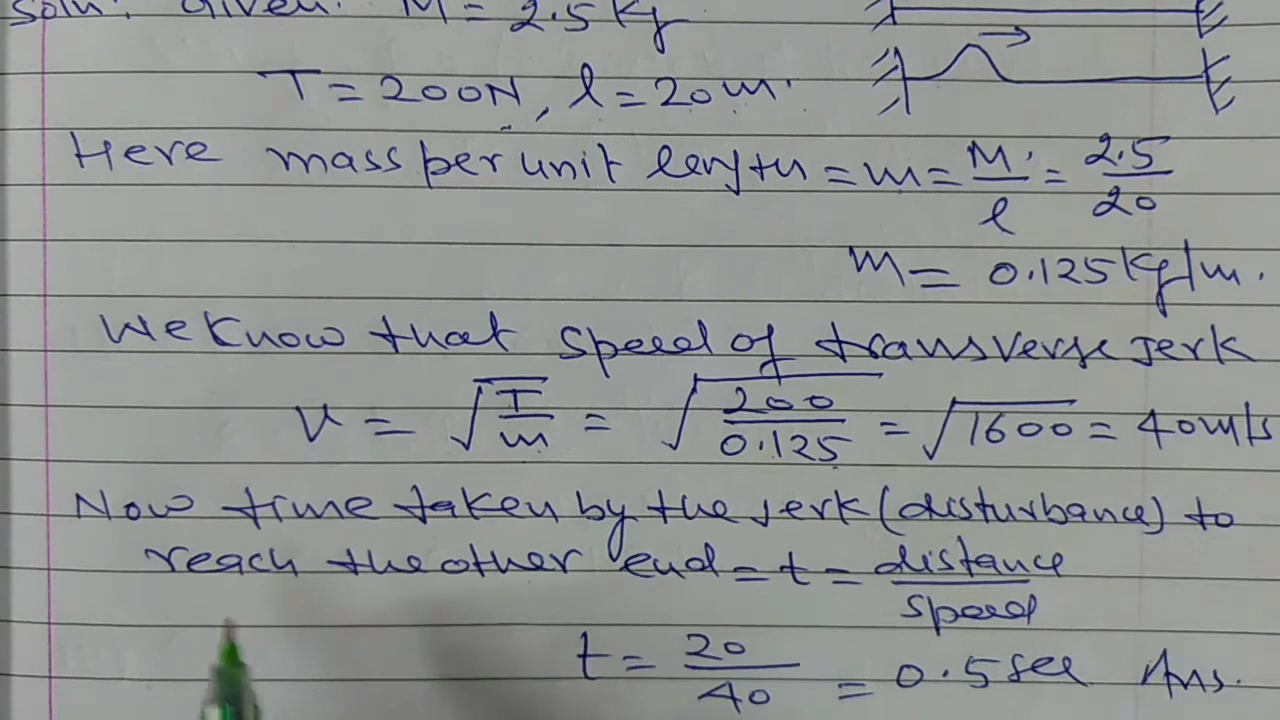 Soln: Given: M = 2.5 Kg
T = 200N, l = 20m.
Here mass per unit length = m = M/l = 2.5/20
m = 0.125 Kg/m.
We Know that Speed of transverse jerk
v = √(T/m) = √(200/0.125) = √1600 = 40 m/s
Now time taken by the jerk (disturbance) to
reach the other end = t = distance/speed
t = 20/40 = 0.5 sec Ans.